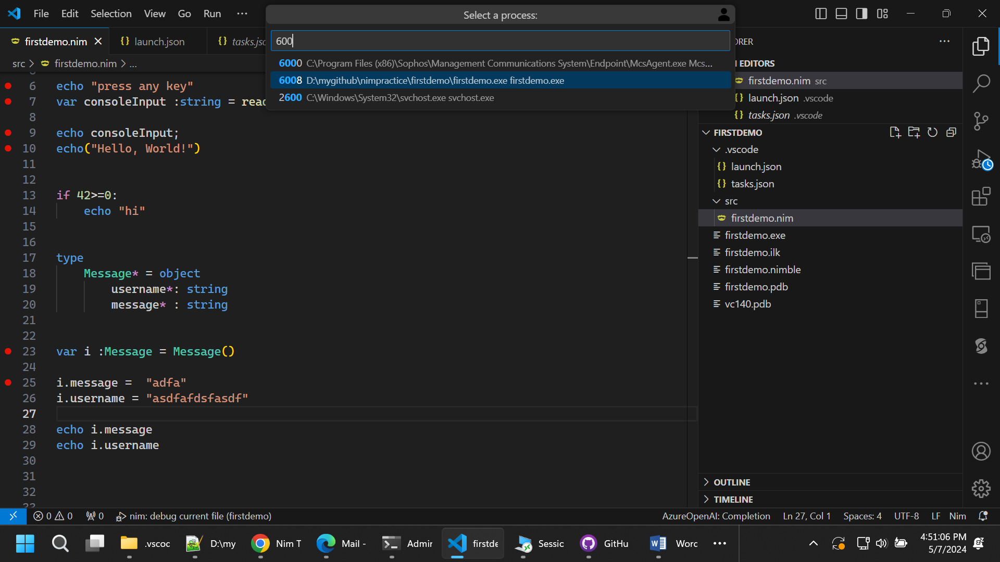 File Edit Selection View Go Run ···
Select a process:
600
6000 C:\Program Files (x86)\Sophos\Management Communications System\Endpoint\McsAgent.exe Mcs...
6008 D:\mygithub\nimpractice\firstdemo\firstdemo.exe firstdemo.exe
2600 C:\Windows\System32\svchost.exe svchost.exe
firstdemo.nim
{} launch.json
{} tasks.jsc
src > firstdemo.nim > ...
6 echo "press any key"
7 var consoleInput :string = read
8
9 echo consoleInput;
10 echo("Hello, World!")
11
12
13 if 42>=0:
14 echo "hi"
15
16
17 type
18 Message* = object
19 username*: string
20 message* : string
21
22
23 var i :Message = Message()
24
25 i.message =  "adfa"
26 i.username = "asdfafdsfasdf"
27
28 echo i.message
29 echo i.username
30
31
32
33
ORER ···
EDITORS
firstdemo.nim src
{} launch.json .vscode
{} tasks.json .vscode
FIRSTDEMO
.vscode
{} launch.json
{} tasks.json
src
firstdemo.nim
firstdemo.exe
firstdemo.ilk
firstdemo.nimble
firstdemo.pdb
vc140.pdb
OUTLINE
TIMELINE
0 0 0 nim: debug current file (firstdemo)
AzureOpenAI: Completion Ln 27, Col 1 Spaces: 4 UTF-8 LF Nim
.vscoc D:\my Nim T Mail - Admir firstde Sessic GitHu Worc ···
4:51:06 PM
5/7/2024